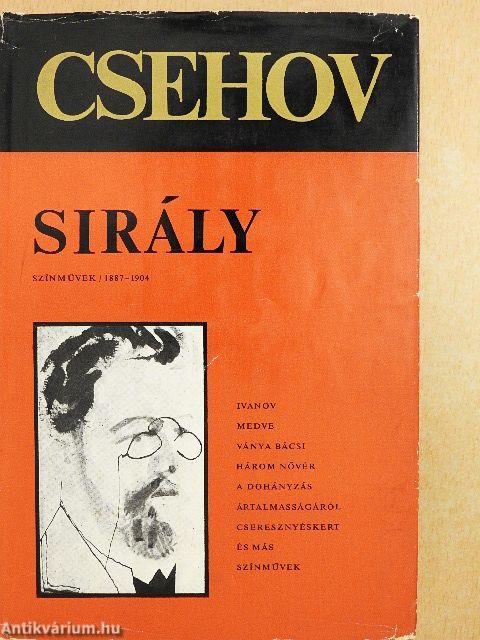 CSEHOV
SIRÁLY
SZÍNMŰVEK / 1887-1904
IVANOV
MEDVE
VÁNYA BÁCSI
HÁROM NŐVÉR
A DOHÁNYZÁS
ÁRTALMASSÁGÁRÓL
CSERESZNYÉSKERT
ÉS MÁS
SZÍNMŰVEK
Antikvárium.hu